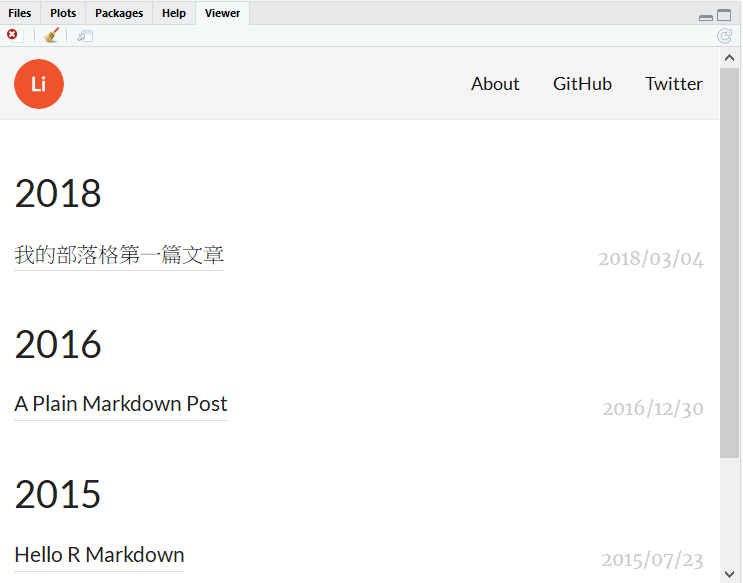 Files Plots Packages Help Viewer
Li About GitHub Twitter
2018
我的部落格第一篇文章 2018/03/04
2016
A Plain Markdown Post 2016/12/30
2015
Hello R Markdown 2015/07/23